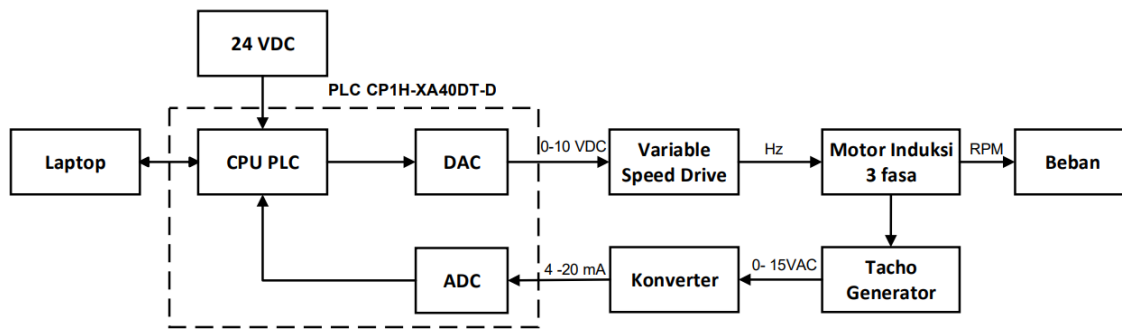 24 VDC
PLC CP1H-XA40DT-D
Laptop
CPU PLC
DAC
0-10 VDC
Variable
Speed Drive
Hz
Motor Induksi
3 fasa
RPM
Beban
ADC
4 -20 mA
Konverter
0- 15VAC
Tacho
Generator